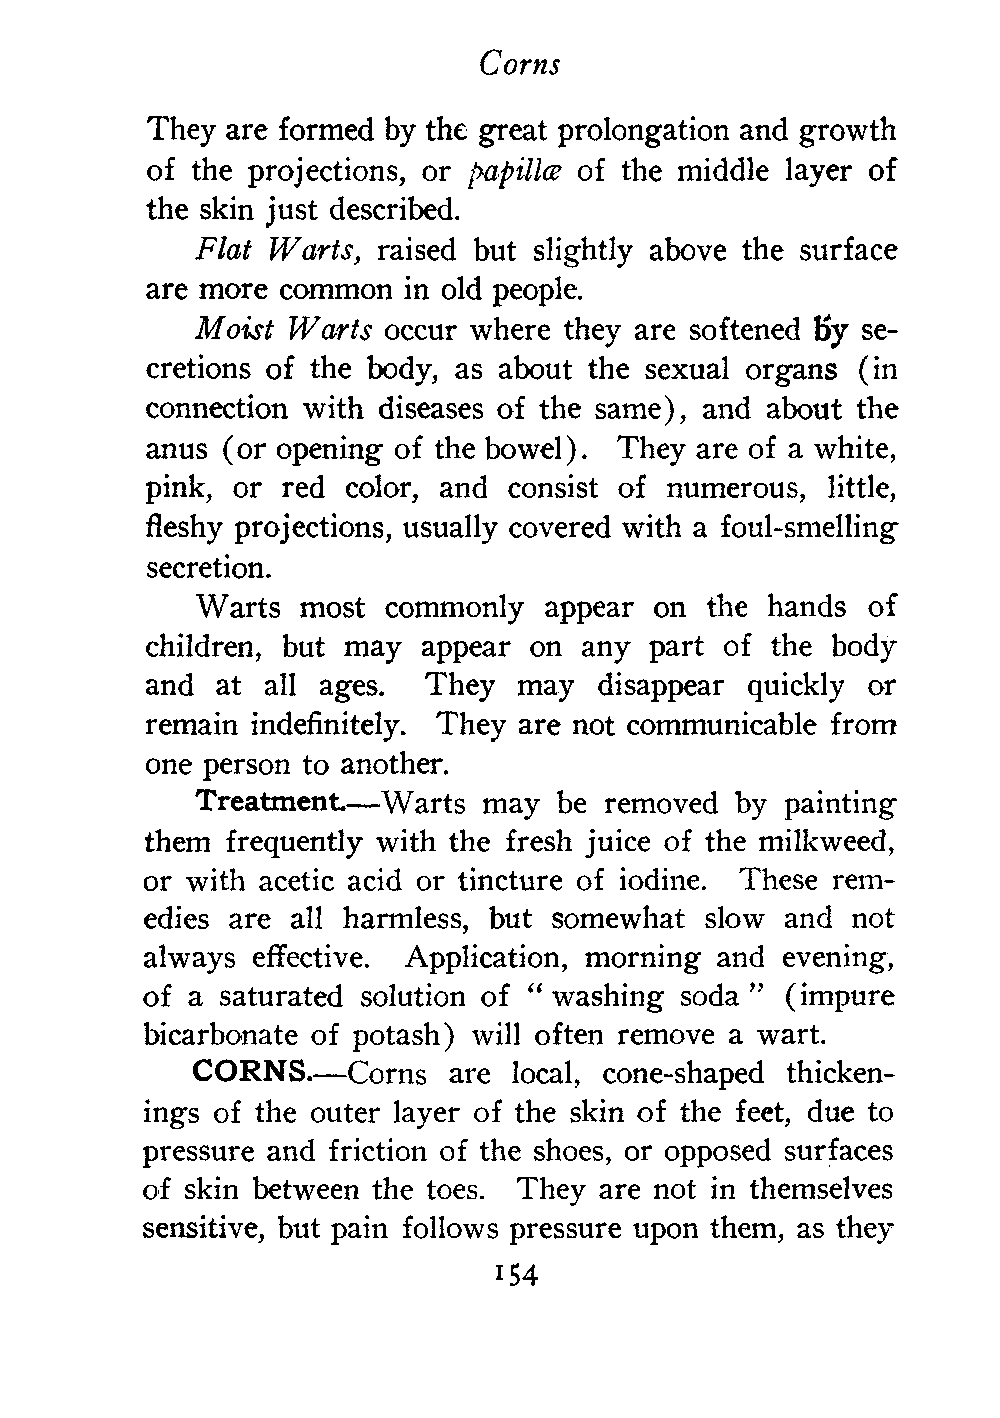 Corns
They are formed by the great prolongation and growth
of the projections, or papillæ of the middle layer of
the skin just described.
Flat Warts, raised but slightly above the surface
are more common in old people.
Moist Warts occur where they are softened by se-
cretions of the body, as about the sexual organs (in
connection with diseases of the same), and about the
anus (or opening of the bowel). They are of a white,
pink, or red color, and consist of numerous, little,
fleshy projections, usually covered with a foul-smelling
secretion.
Warts most commonly appear on the hands of
children, but may appear on any part of the body
and at all ages. They may disappear quickly or
remain indefinitely. They are not communicable from
one person to another.
Treatment.—Warts may be removed by painting
them frequently with the fresh juice of the milkweed,
or with acetic acid or tincture of iodine. These rem-
edies are all harmless, but somewhat slow and not
always effective. Application, morning and evening,
of a saturated solution of “ washing soda ” (impure
bicarbonate of potash) will often remove a wart.
CORNS.—Corns are local, cone-shaped thicken-
ings of the outer layer of the skin of the feet, due to
pressure and friction of the shoes, or opposed surfaces
of skin between the toes. They are not in themselves
sensitive, but pain follows pressure upon them, as they
154